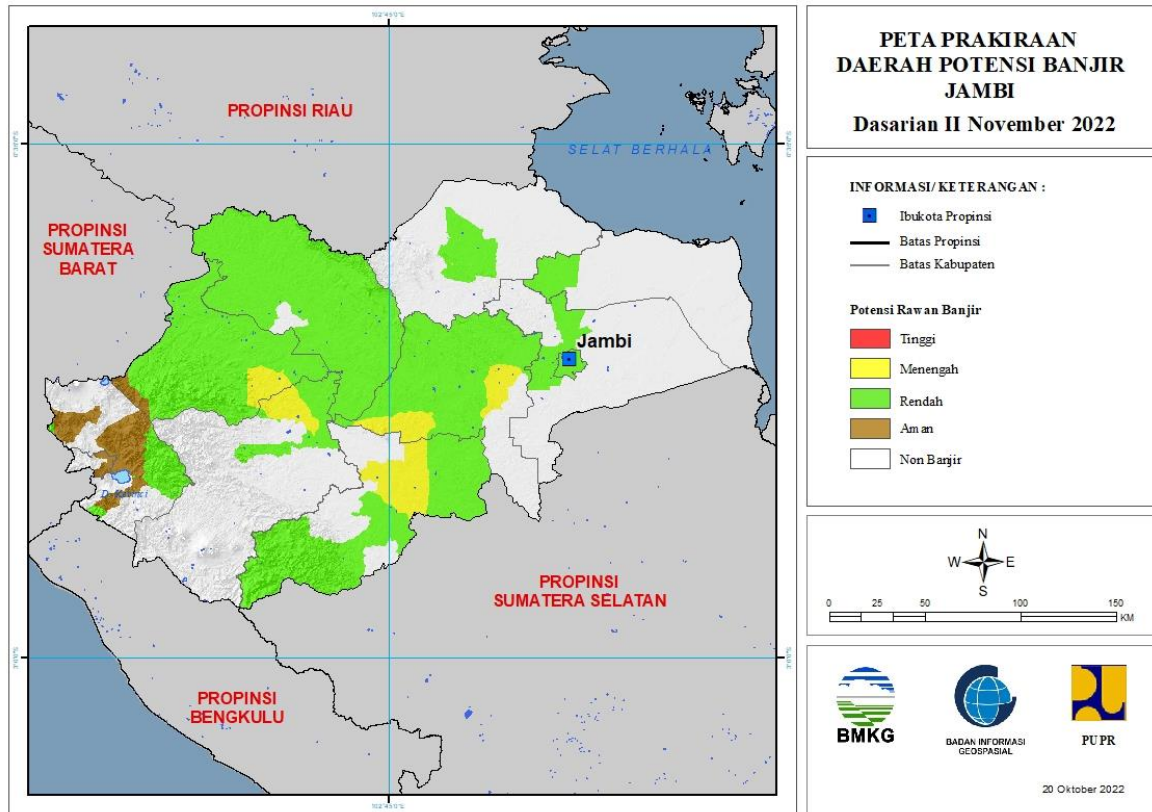 PETA PRAKIRAAN
DAERAH POTENSI BANJIR
JAMBI
Dasarian II November 2022
INFORMASI/ KETERANGAN :
Ibukota Propinsi
Batas Propinsi
Batas Kabupaten
Potensi Rawan Banjir
Tinggi
Menengah
Rendah
Aman
Non Banjir
N
W E
S
0 25 50 100 150
KM
BMKG
BADAN INFORMASI
GEOSPASIAL
PUPR
20 Oktober 2022
PROPINSI RIAU
SELAT BERHALA
PROPINSI
SUMATERA
BARAT
Jambi
PROPINSI
SUMATERA SELATAN
PROPINSI
BENGKULU